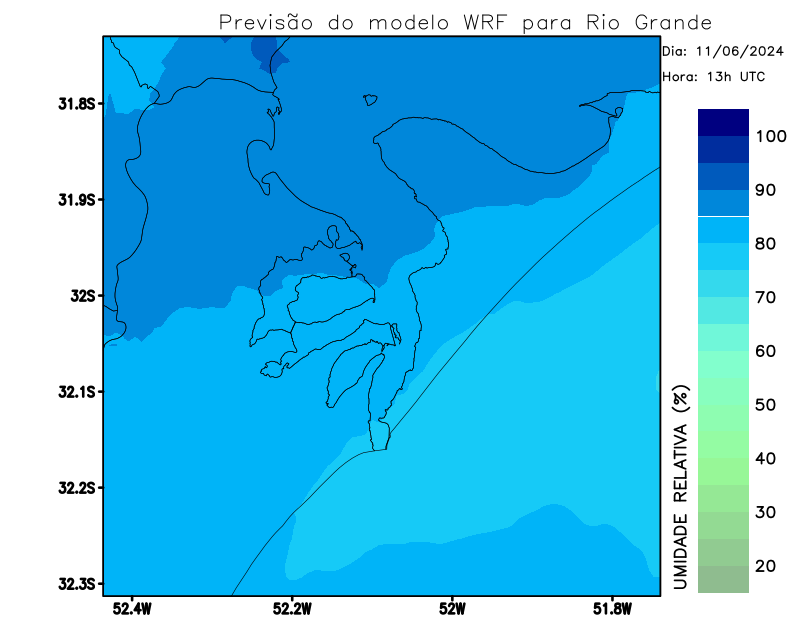 Previsão do modelo WRF para Rio Grande
Dia: 11/06/2024
Hora: 13h UTC
31.8S
31.9S
32S
32.1S
32.2S
32.3S
52.4W
52.2W
52W
51.8W
UMIDADE RELATIVA (%)
100
90
80
70
60
50
40
30
20